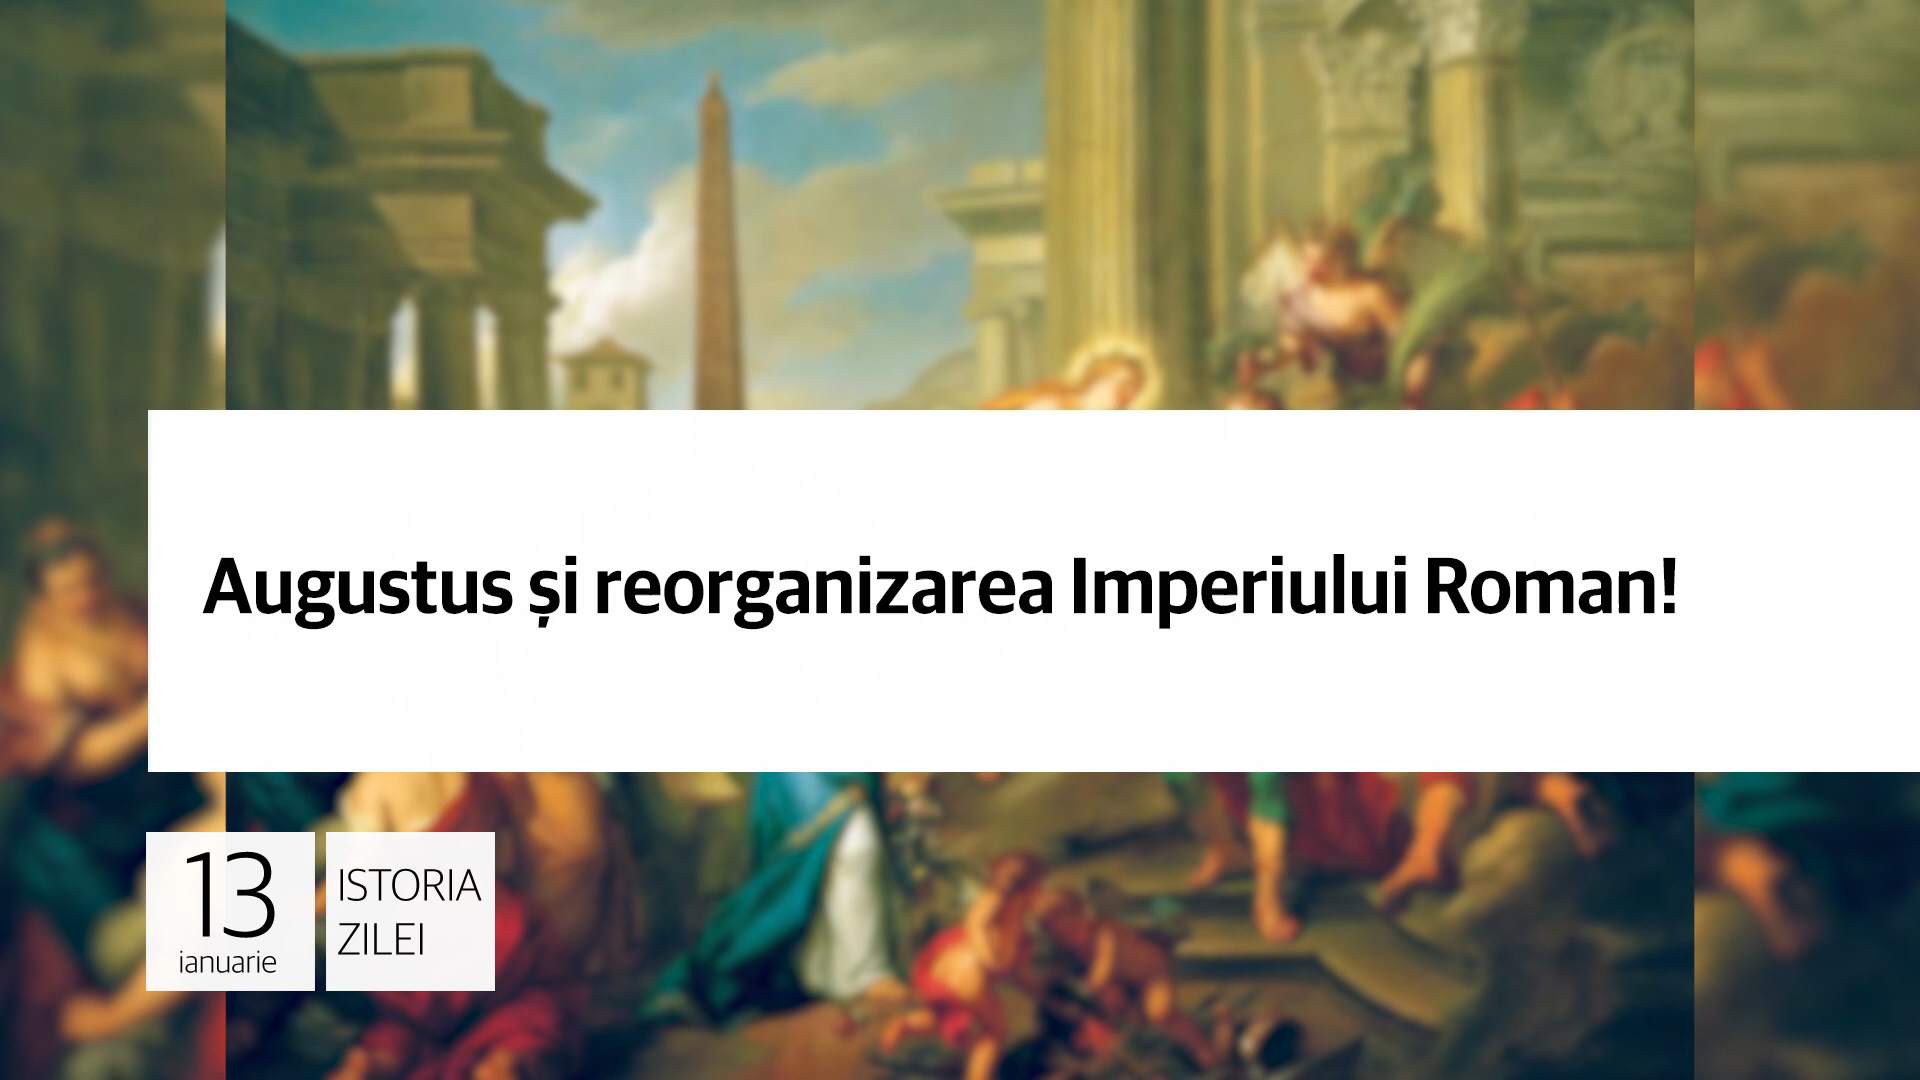 Augustus și reorganizarea Imperiului Roman!
13
ianuarie
ISTORIA
ZILEI